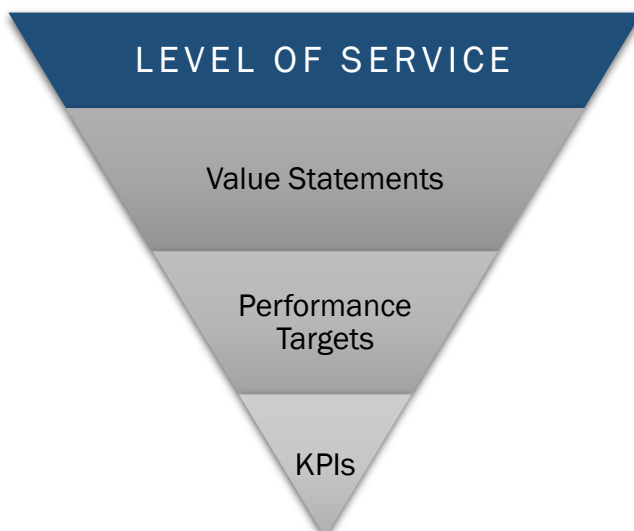 LEVEL OF SERVICE
Value Statements
Performance
Targets
KPIs